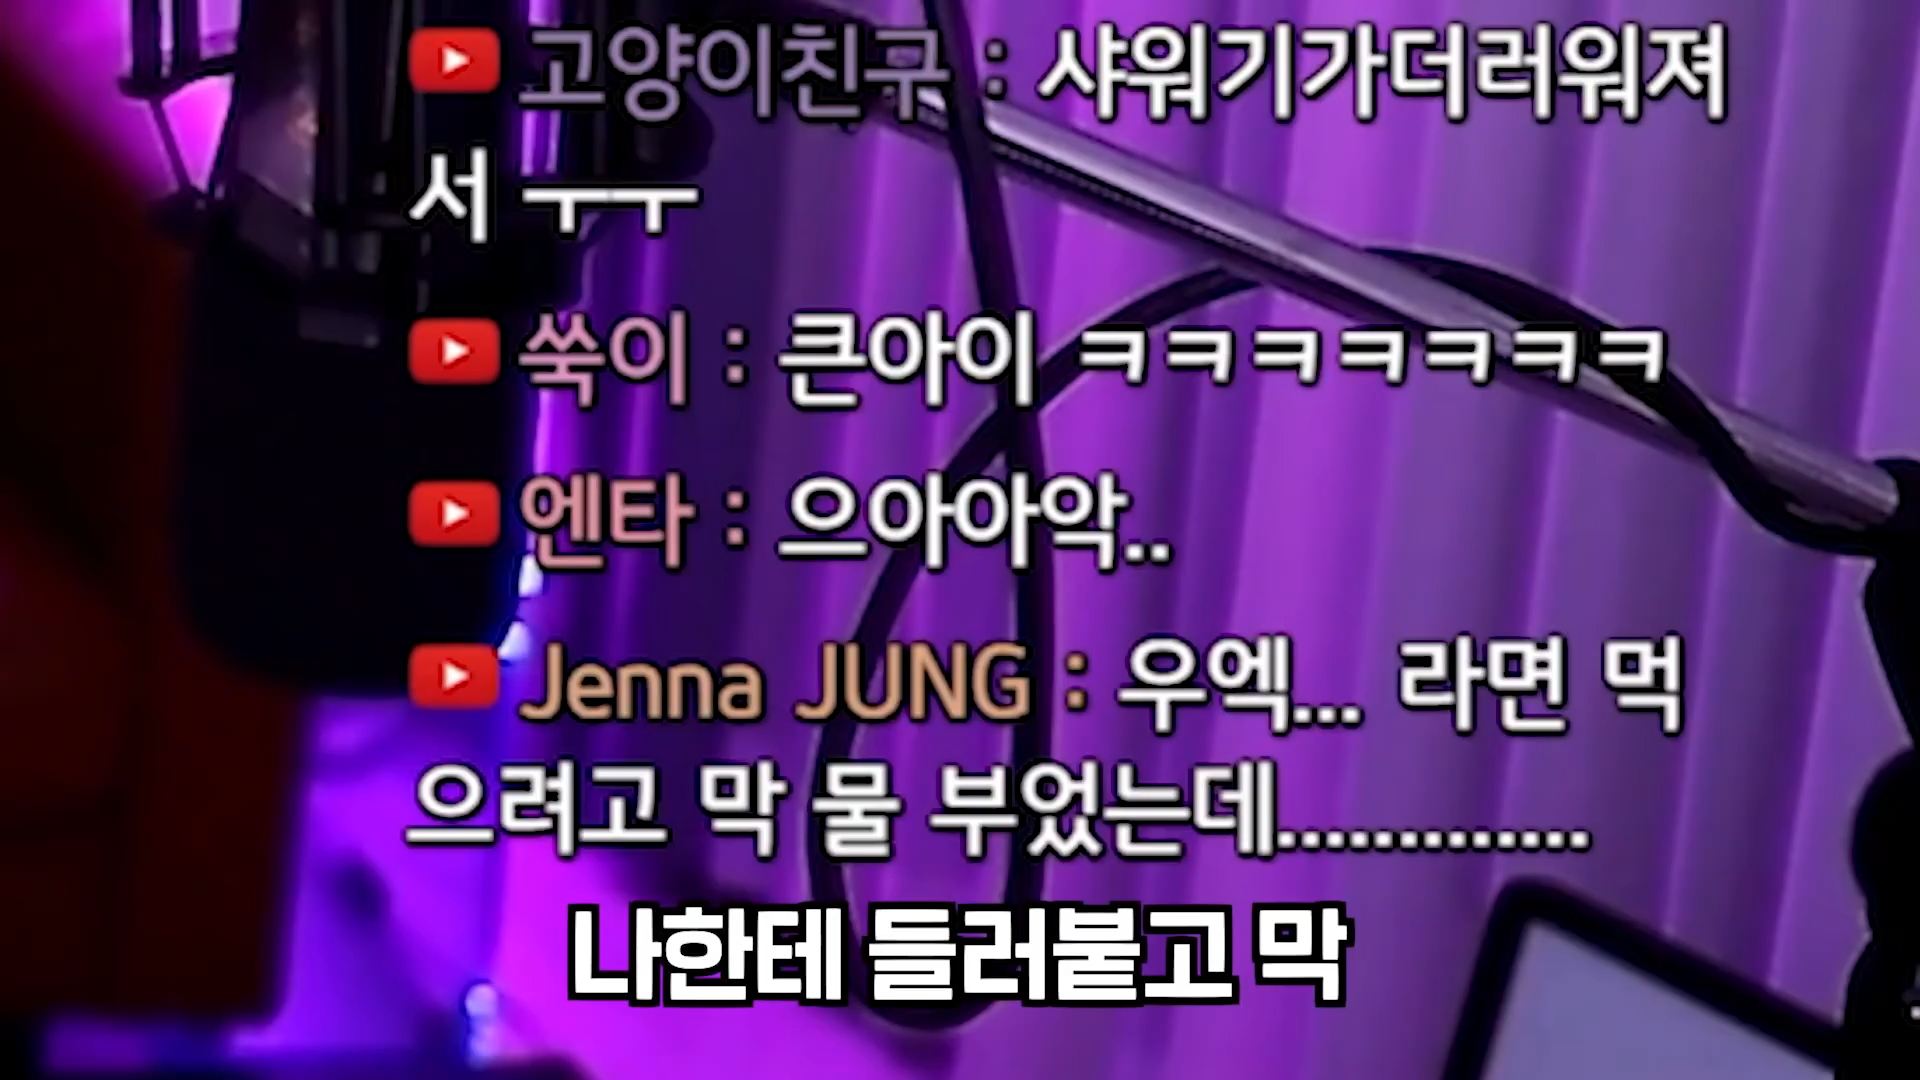 고양이친구 : 샤워기가더러워져
서 ㅜㅜ
쑥이 : 큰아이 ㅋㅋㅋㅋㅋㅋㅋ
엔타 : 으아아악..
Jenna JUNG : 우엑... 라면 먹
으려고 막 물 부었는데.............
나한테 들러붙고 막